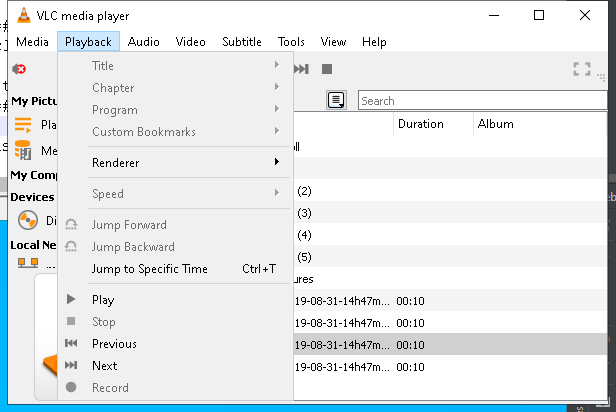 VLC media player
Media Playback Audio Video Subtitle Tools View Help
Title
Chapter
Program
Custom Bookmarks
Renderer
Speed
Jump Forward
Jump Backward
Jump to Specific Time Ctrl+T
Play
Stop
Previous
Next
Record
My Pictu
Pla
Me
My Comp
Devices
Di
Local Ne
Search
Duration Album
(2)
(3)
(4)
(5)
ures
19-08-31-14h47m... 00:10
19-08-31-14h47m... 00:10
19-08-31-14h47m... 00:10
19-08-31-14h47m... 00:10